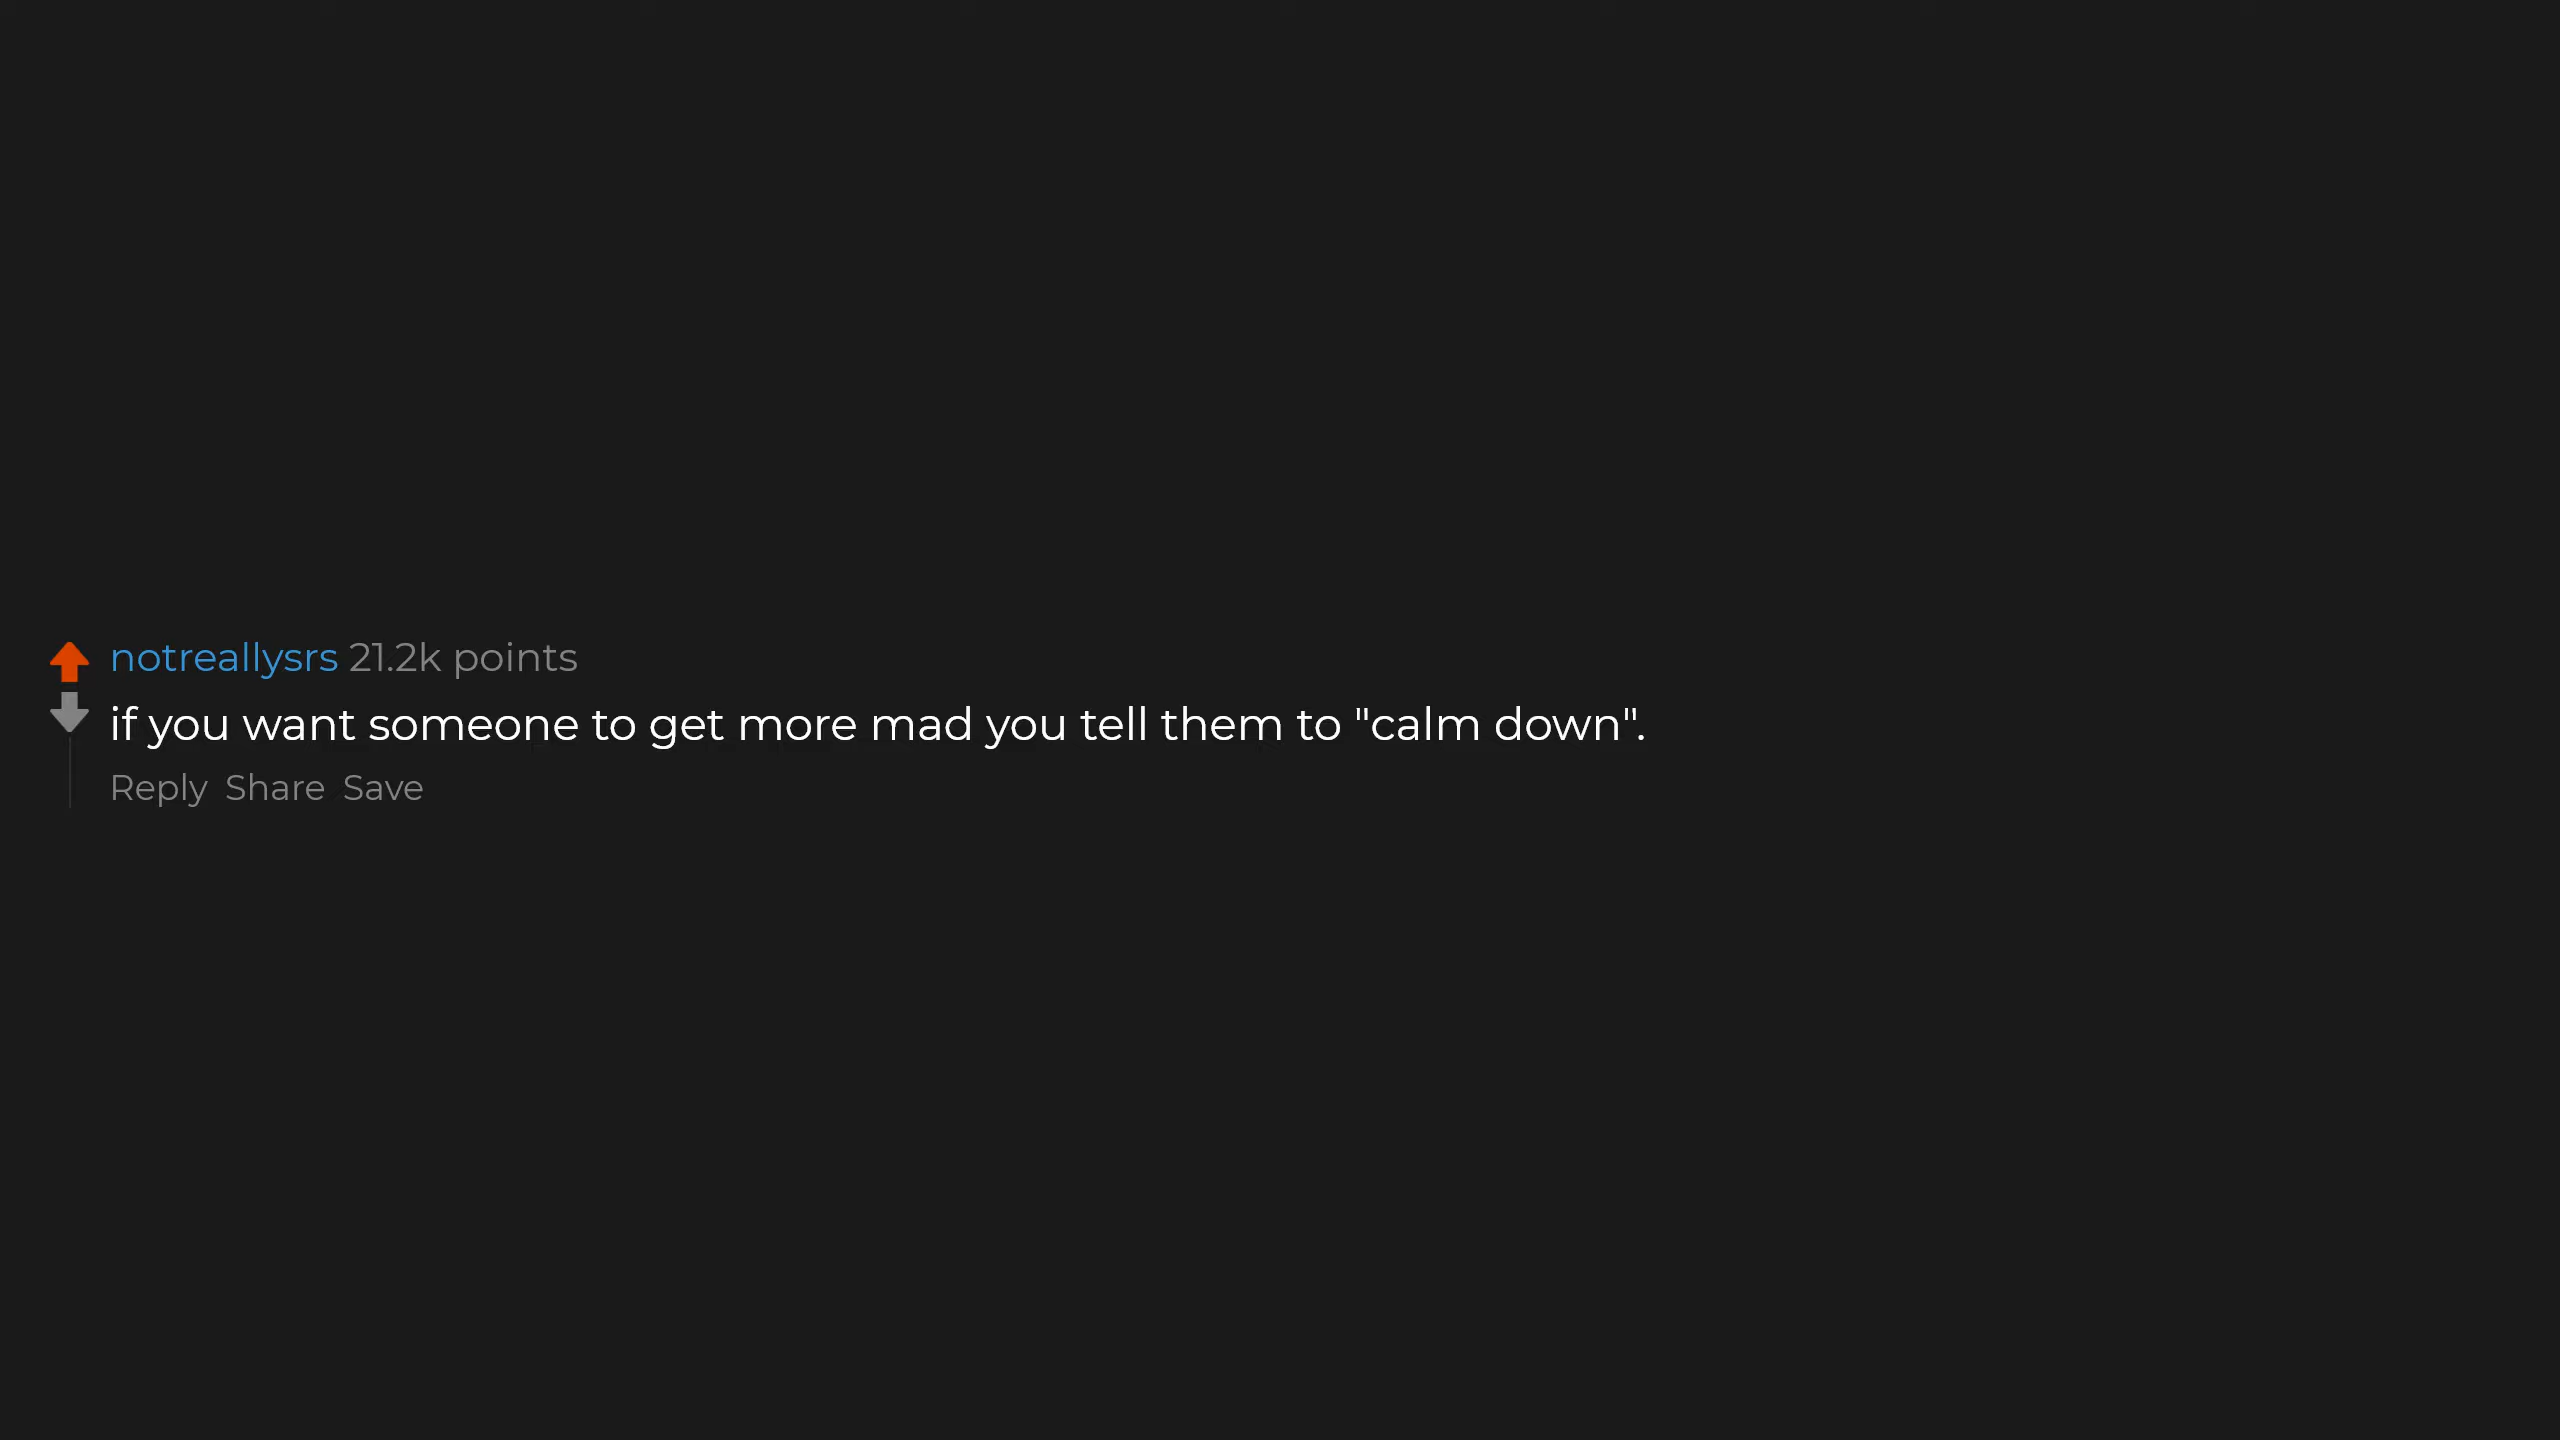 notreallysrs 21.2k points
if you want someone to get more mad you tell them to "calm down".
Reply Share Save